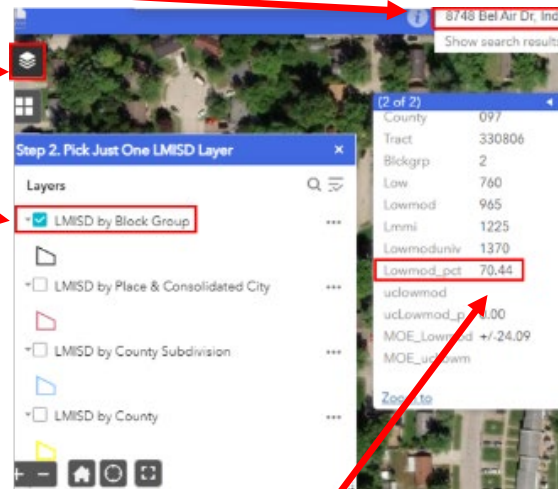 8748 Bel Air Dr, Ind
Show search result
Step 2. Pick Just One LMISD Layer
×
Layers
LMISD by Block Group
LMISD by Place & Consolidated City
LMISD by County Subdivision
LMISD by County
(2 of 2)
County 097
Tract 330806
Blckgrp 2
Low 760
Lowmod 965
Lmmi 1225
Lowmoduniv 1370
Lowmod_pct 70.44
uclowmod
ucLowmod_p 0.00
MOE_Lowmod +/-24.09
MOE_ucLowm
Zoom to